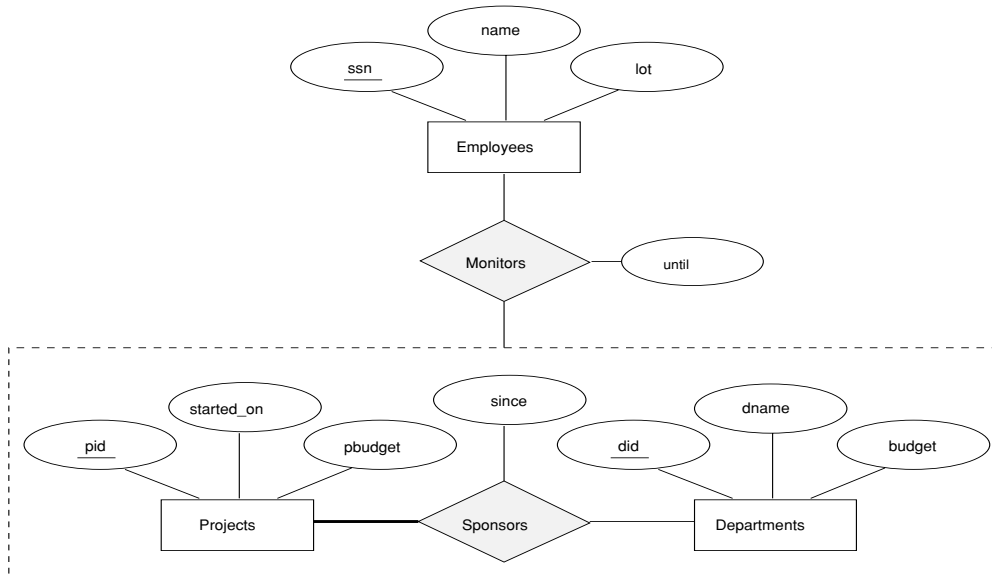 name
ssn
lot
Employees
Monitors
until
since
started_on
dname
pid
pbudget
did
budget
Projects
Sponsors
Departments